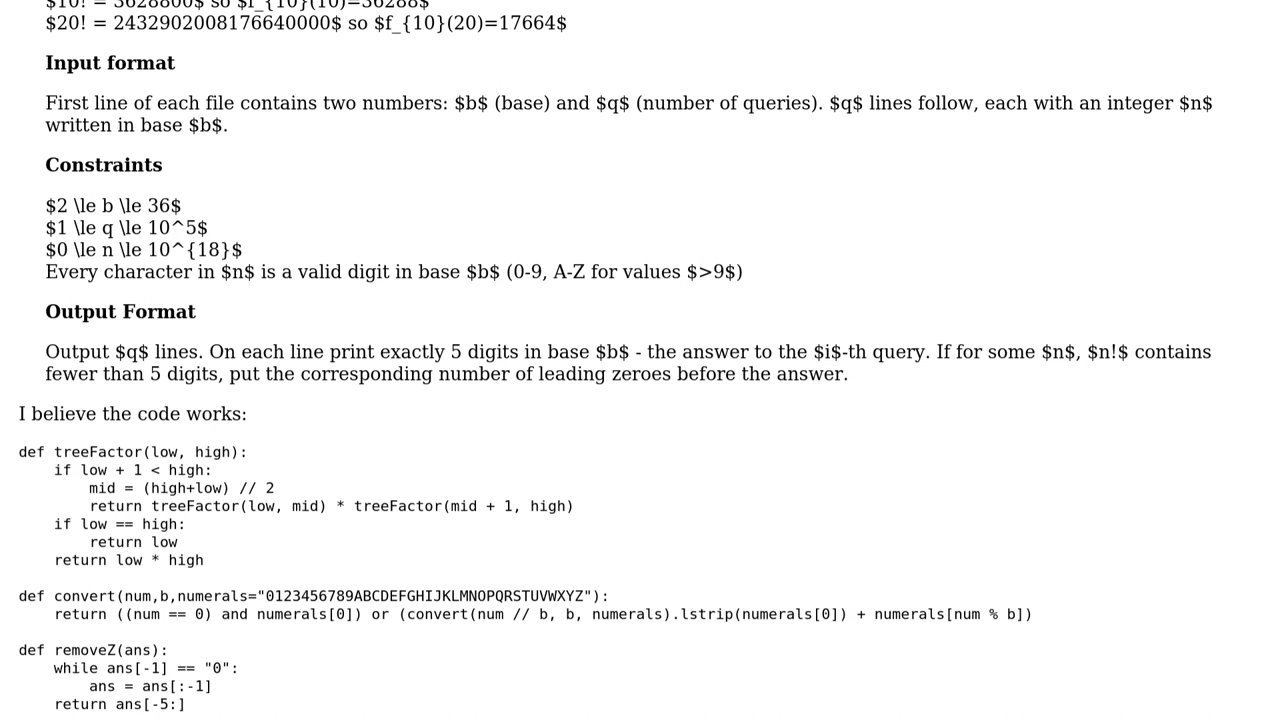 $10! = 3628800$ so $f_{10}(10)=36288$
$20! = 2432902008176640000$ so $f_{10}(20)=17664$
Input format
First line of each file contains two numbers: $b$ (base) and $q$ (number of queries). $q$ lines follow, each with an integer $n$
written in base $b$.
Constraints
$2 \le b \le 36$
$1 \le q \le 10^5$
$0 \le n \le 10^{18}$
Every character in $n$ is a valid digit in base $b$ (0-9, A-Z for values $>9$)
Output Format
Output $q$ lines. On each line print exactly 5 digits in base $b$ - the answer to the $i$-th query. If for some $n$, $n!$ contains
fewer than 5 digits, put the corresponding number of leading zeroes before the answer.
I believe the code works:
def treeFactor(low, high):
    if low + 1 < high:
        mid = (high+low) // 2
        return treeFactor(low, mid) * treeFactor(mid + 1, high)
    if low == high:
        return low
    return low * high
def convert(num,b,numerals="0123456789ABCDEFGHIJKLMNOPQRSTUVWXYZ"):
    return ((num == 0) and numerals[0]) or (convert(num // b, b, numerals).lstrip(numerals[0]) + numerals[num % b])
def removeZ(ans):
    while ans[-1] == "0":
        ans = ans[:-1]
    return ans[-5:]